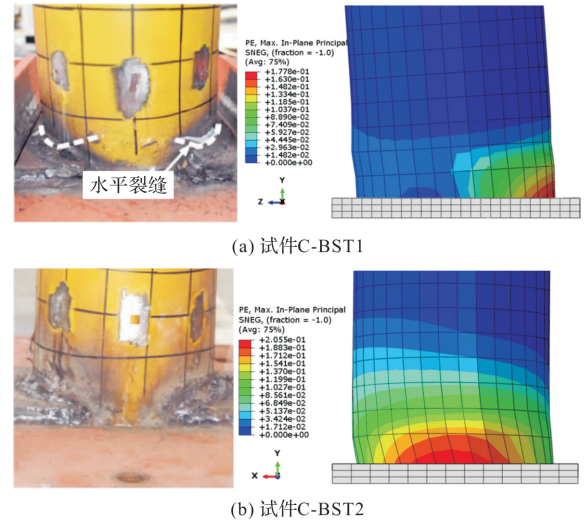 水平裂缝
PE, Max. In-Plane Principal
SNEG, (fraction = -1.0)
(Avg: 75%)
+1.778e-01
+1.630e-01
+1.482e-01
+1.334e-01
+1.185e-01
+1.037e-01
+8.890e-02
+7.409e-02
+5.927e-02
+4.445e-02
+2.963e-02
+1.482e-02
+0.000e+00
Y
Z
X
(a) 试件C-BST1
PE, Max. In-Plane Principal
SNEG, (fraction = -1.0)
(Avg: 75%)
+2.055e-01
+1.883e-01
+1.712e-01
+1.541e-01
+1.370e-01
+1.199e-01
+1.027e-01
+8.561e-02
+6.849e-02
+5.137e-02
+3.424e-02
+1.712e-02
+0.000e+00
Y
X
(b) 试件C-BST2